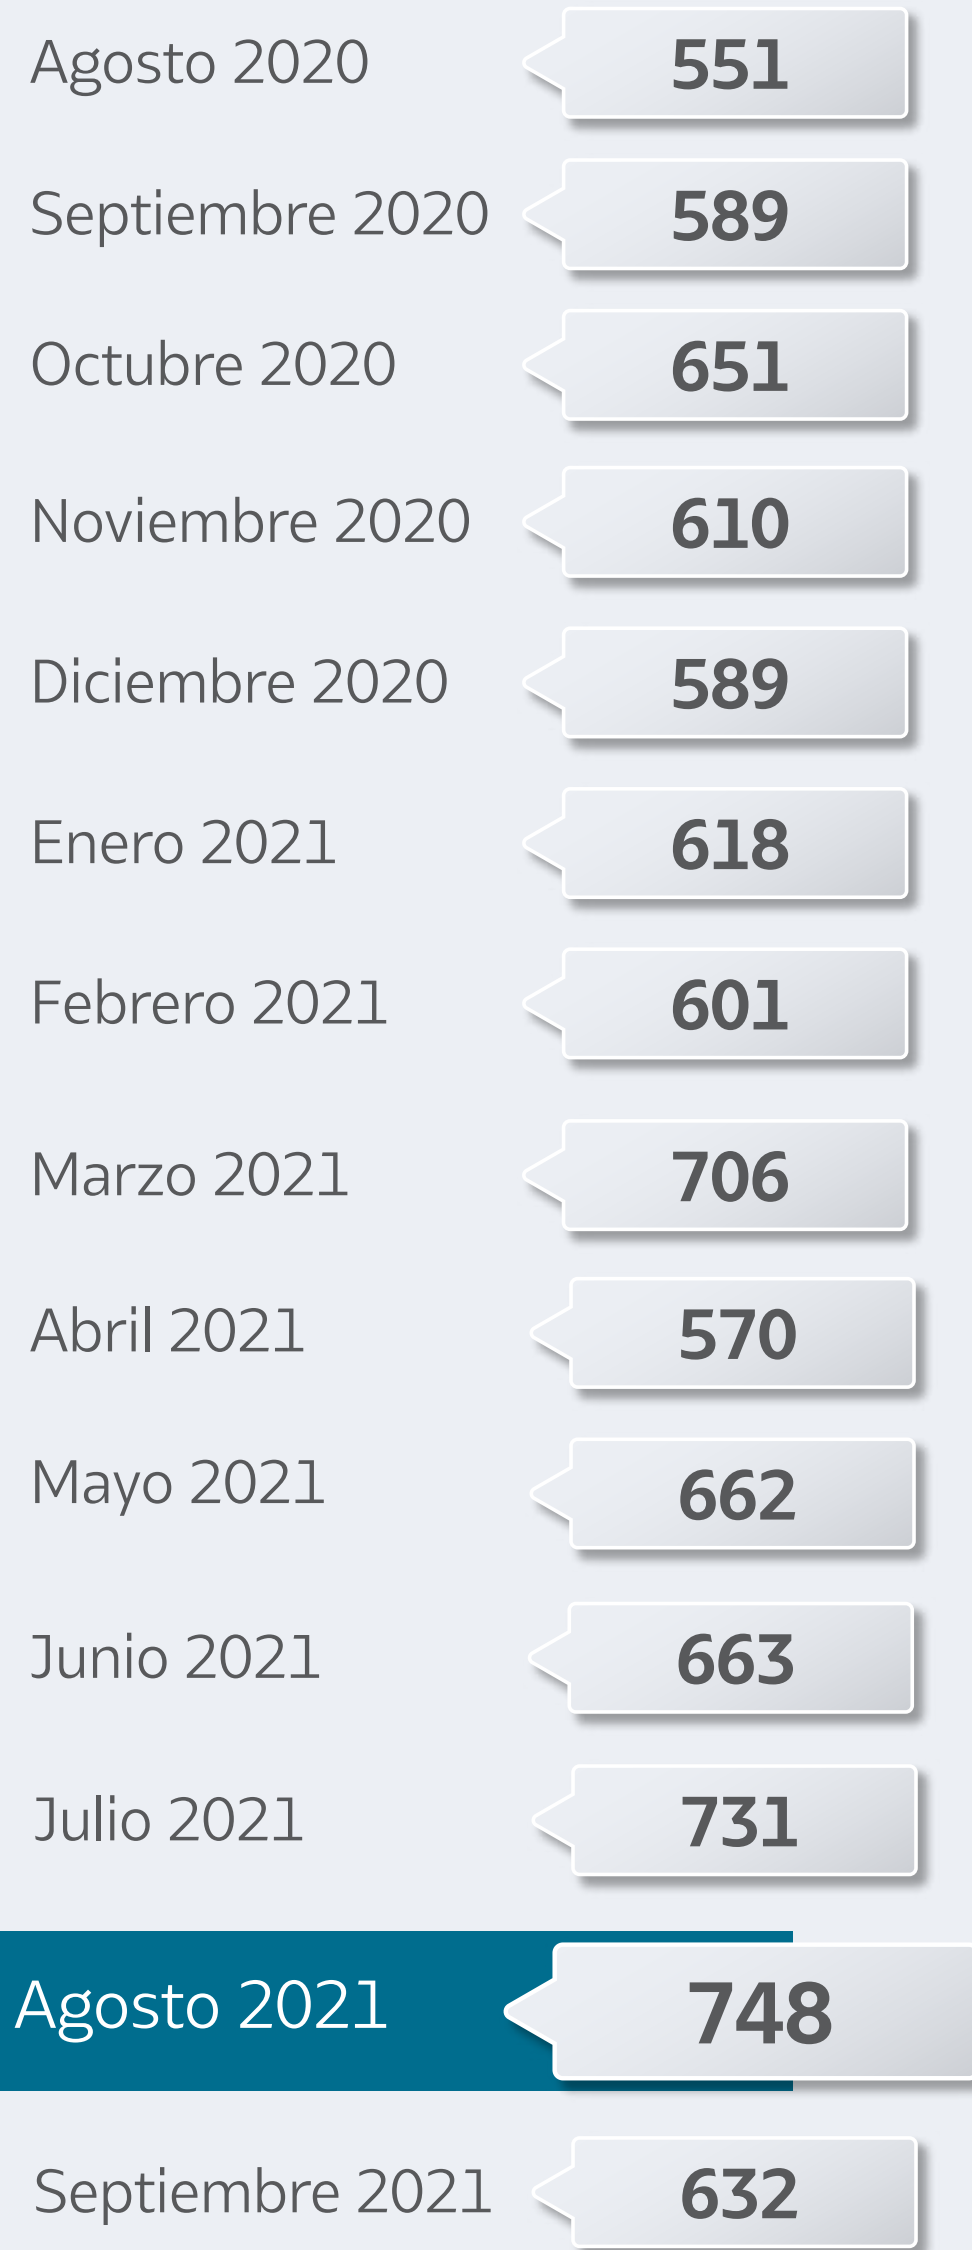 Agosto 2020 551
Septiembre 2020 589
Octubre 2020 651
Noviembre 2020 610
Diciembre 2020 589
Enero 2021 618
Febrero 2021 601
Marzo 2021 706
Abril 2021 570
Mayo 2021 662
Junio 2021 663
Julio 2021 731
Agosto 2021 748
Septiembre 2021 632